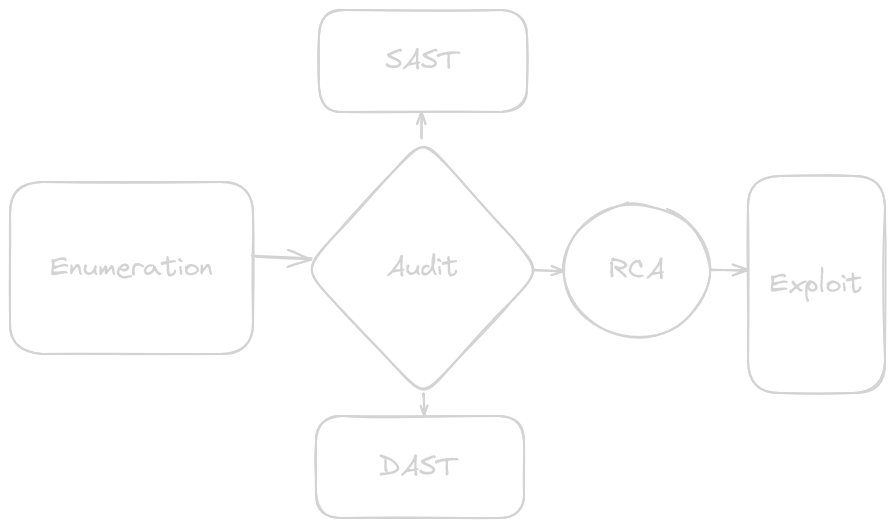 SAST
Enumeration
Audit
RCA
Exploit
DAST